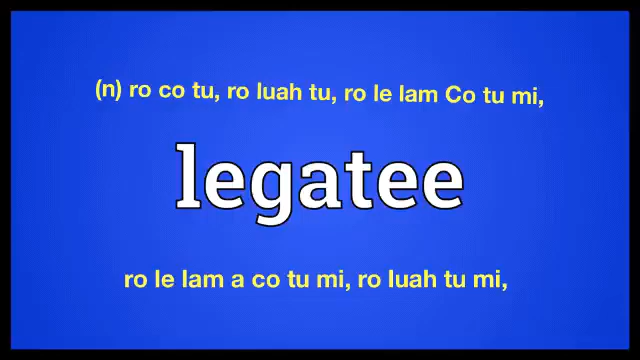 (n) ro co tu, ro luah tu, ro le lam Co tu mi,
legatee
ro le lam a co tu mi, ro luah tu mi,